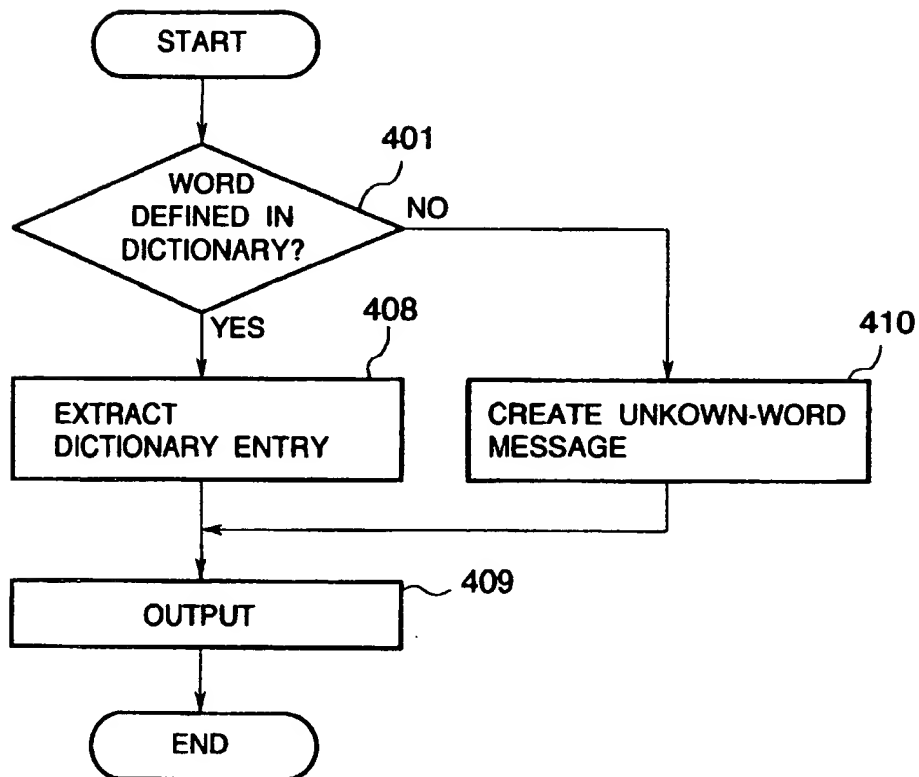 START
401
WORD
DEFINED IN
DICTIONARY?
NO
YES
408
410
EXTRACT
DICTIONARY ENTRY
CREATE UNKOWN-WORD
MESSAGE
409
OUTPUT
END